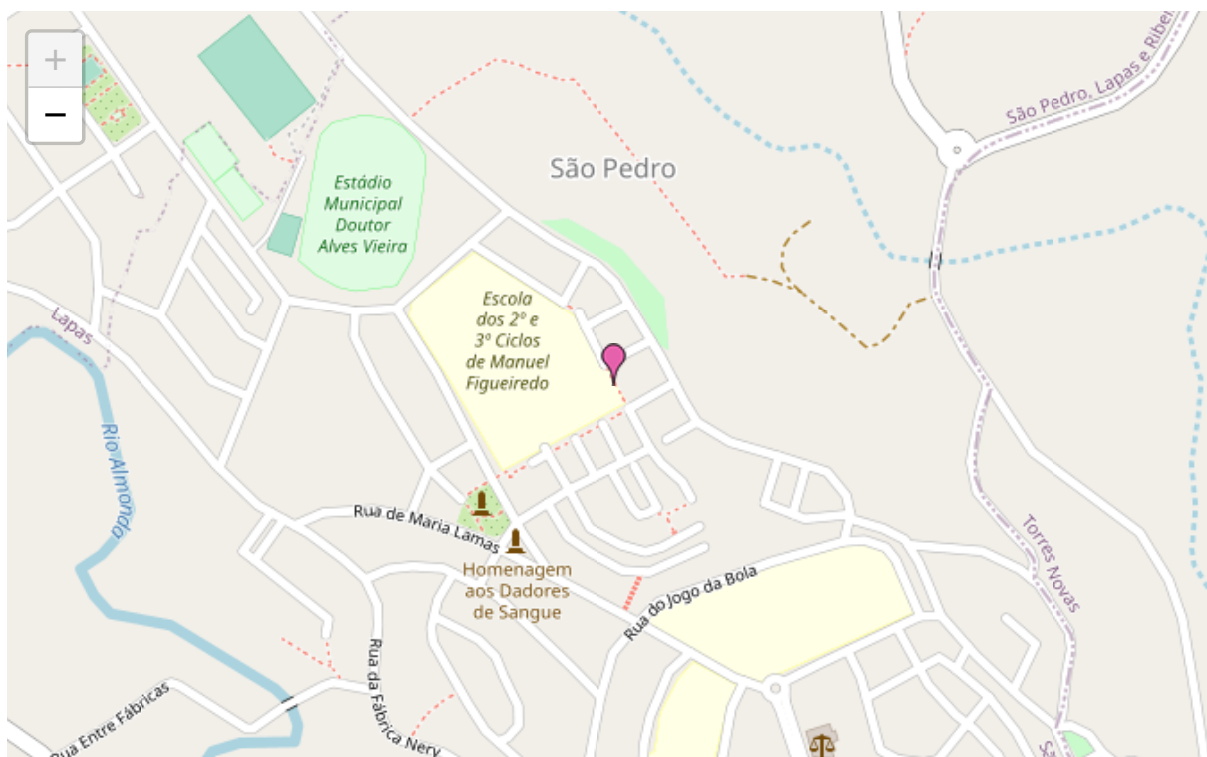 +
−
São Pedro, Lapas e Ribei
São Pedro
Estádio
Municipal
Doutor
Alves Vieira
Escola
dos 2º e
3º Ciclos
de Manuel
Figueiredo
Lapas
Rio Almonda
Rua de Maria Lamas
Homenagem
aos Dadores
de Sangue
Torres Novas
Rua do Jogo da Bola
Rua da Fábrica Nery
Rua Entre Fábricas